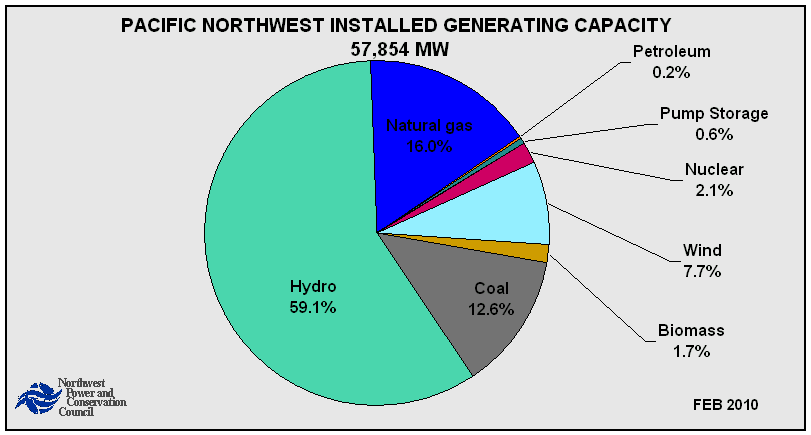 PACIFIC NORTHWEST INSTALLED GENERATING CAPACITY
57,854 MW
Petroleum
0.2%
Pump Storage
0.6%
Natural gas
16.0%
Nuclear
2.1%
Wind
7.7%
Hydro
59.1%
Coal
12.6%
Biomass
1.7%
Northwest
Power and
Conservation
Council
FEB 2010